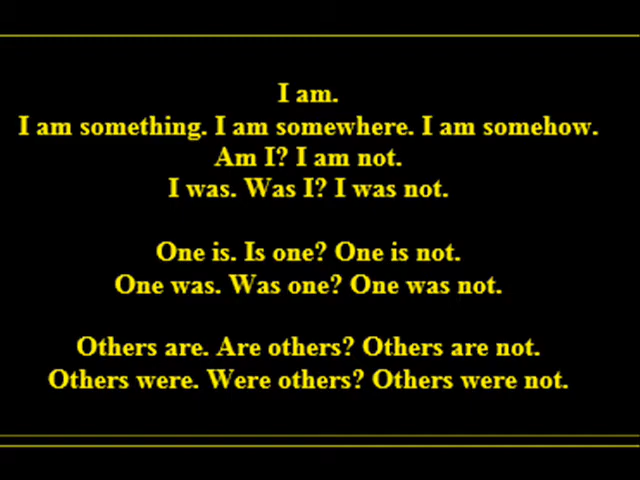 I am.
I am something. I am somewhere. I am somehow.
Am I? I am not.
I was. Was I? I was not.
One is. Is one? One is not.
One was. Was one? One was not.
Others are. Are others? Others are not.
Others were. Were others? Others were not.